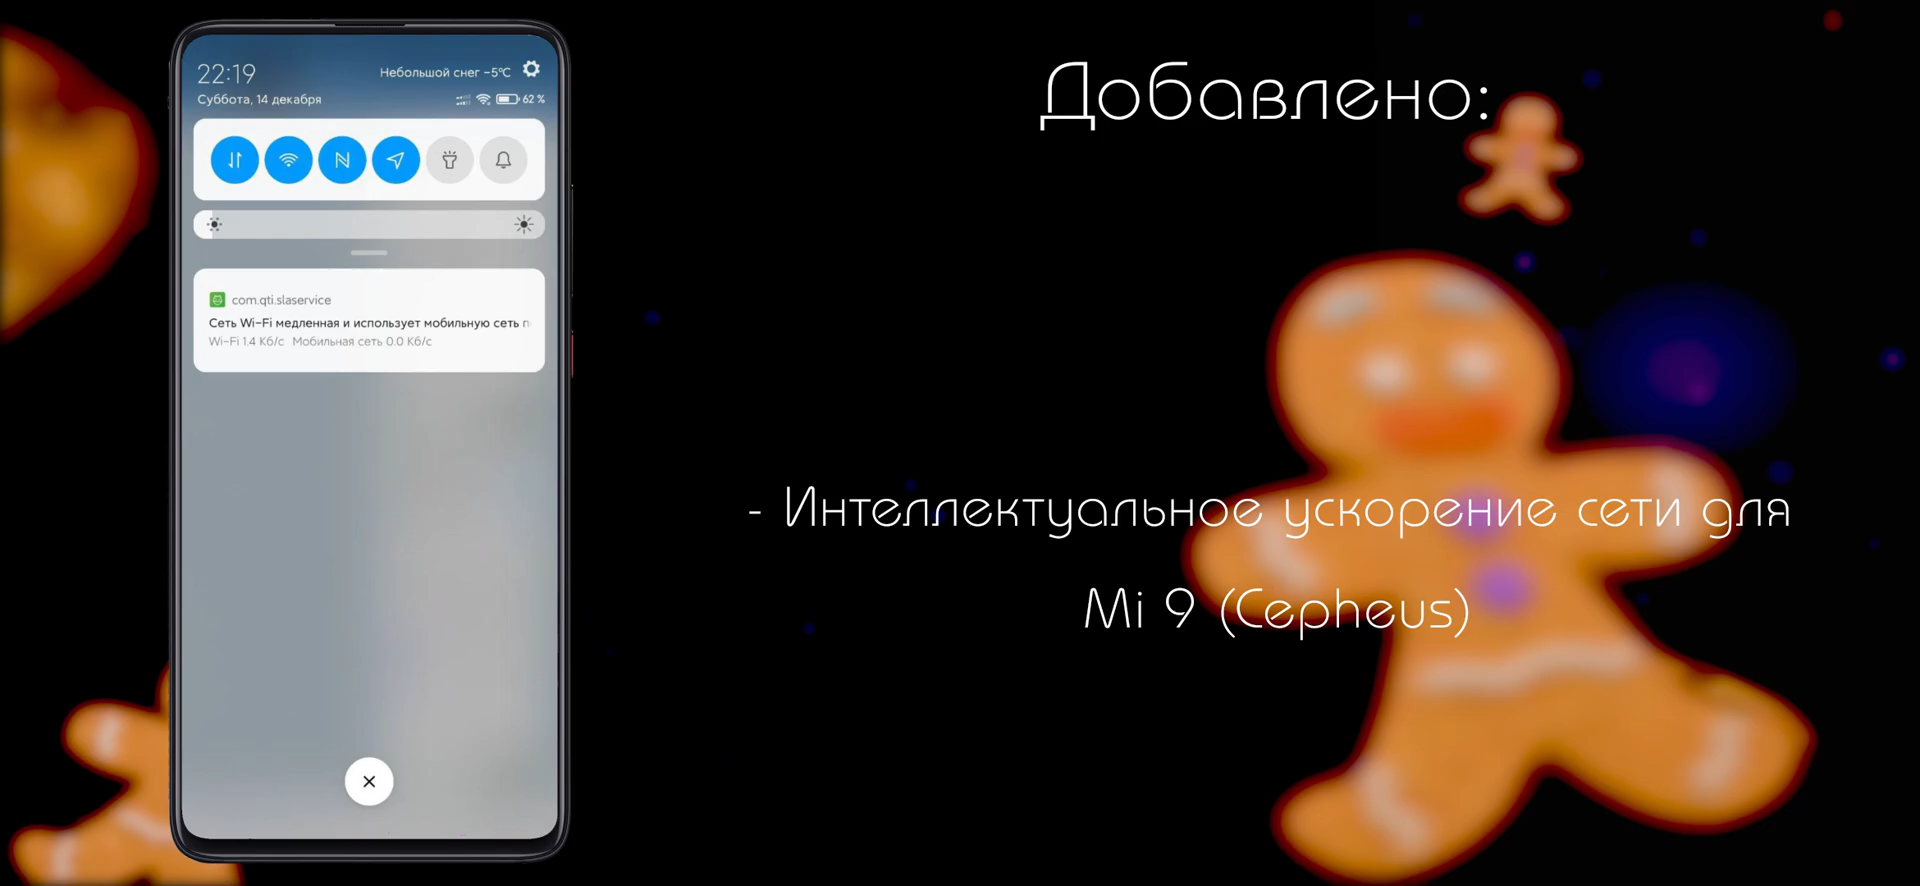 22:19
Небольшой снег -5°C
Суббота, 14 декабря
62 %
com.qti.slaservice
Сеть Wi-Fi медленная и использует мобильную сеть
Wi-Fi 1.4 Кб/с Мобильная сеть 0.0 Кб/с
Добавлено:
- Интеллектуальное ускорение сети для
Mi 9 (Cepheus)